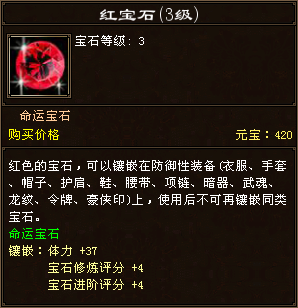 红宝石(3级)
宝石等级: 3
命运宝石
购买价格 元宝: 420
红色的宝石，可以镶嵌在防御性装备(衣服、手套
、帽子、护肩、鞋、腰带、项链、暗器、武魂、
龙纹、令牌、豪侠印)上，使用后不可再镶嵌同类
宝石。
命运宝石
镶嵌: 体力 +37
宝石修炼评分 +4
宝石进阶评分 +4